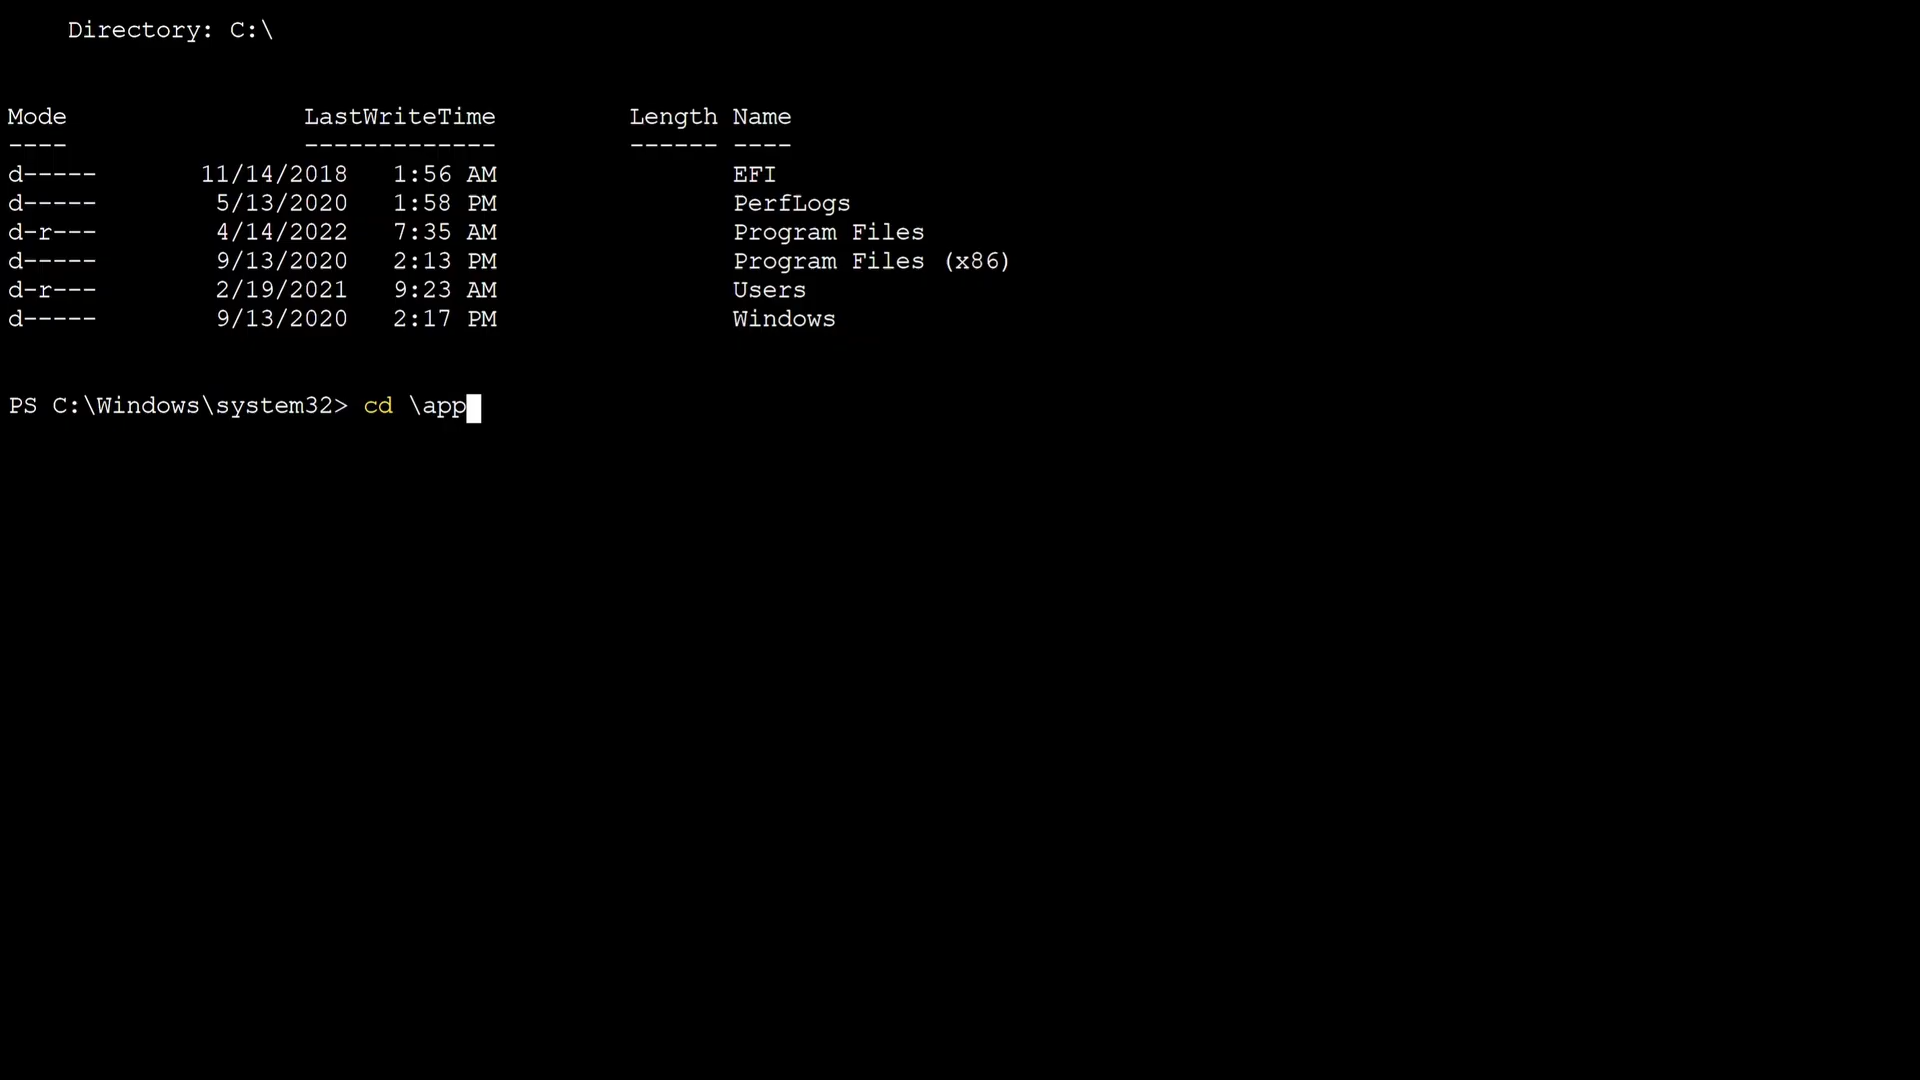 Directory: C:\
Mode LastWriteTime Length Name
---- ------------- ------ ----
d----- 11/14/2018 1:56 AM EFI
d----- 5/13/2020 1:58 PM PerfLogs
d-r--- 4/14/2022 7:35 AM Program Files
d----- 9/13/2020 2:13 PM Program Files (x86)
d-r--- 2/19/2021 9:23 AM Users
d----- 9/13/2020 2:17 PM Windows
PS C:\Windows\system32> cd \app